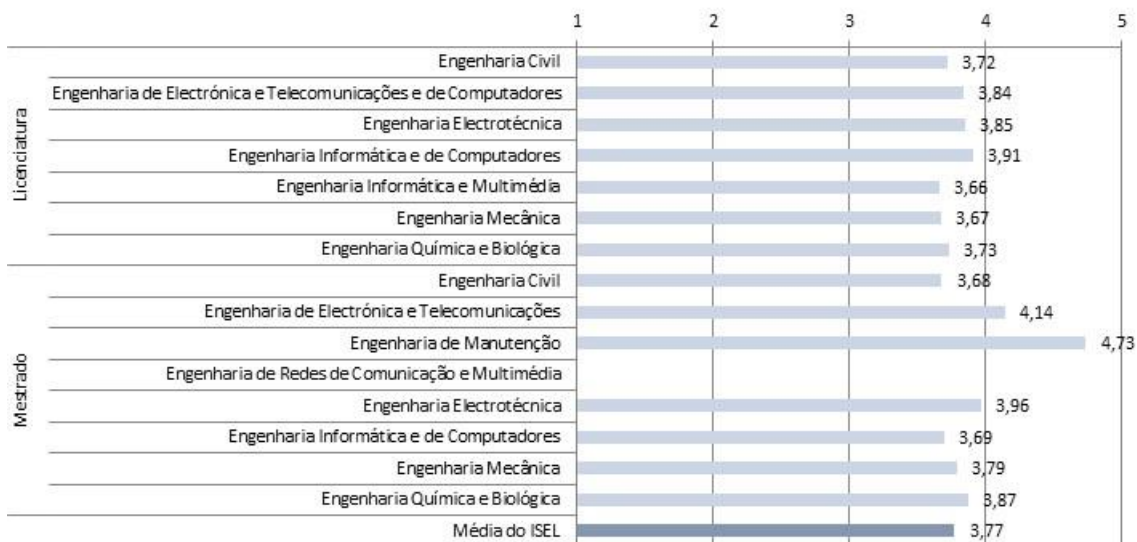 1 2 3 4 5
Licenciatura
Engenharia Civil 3,72
Engenharia de Electrónica e Telecomunicações e de Computadores 3,84
Engenharia Electrotécnica 3,85
Engenharia Informática e de Computadores 3,91
Engenharia Informática e Multimédia 3,66
Engenharia Mecânica 3,67
Engenharia Química e Biológica 3,73
Mestrado
Engenharia Civil 3,68
Engenharia de Electrónica e Telecomunicações 4,14
Engenharia de Manutenção 4,73
Engenharia de Redes de Comunicação e Multimédia
Engenharia Electrotécnica 3,96
Engenharia Informática e de Computadores 3,69
Engenharia Mecânica 3,79
Engenharia Química e Biológica 3,87
Média do ISEL 3,77